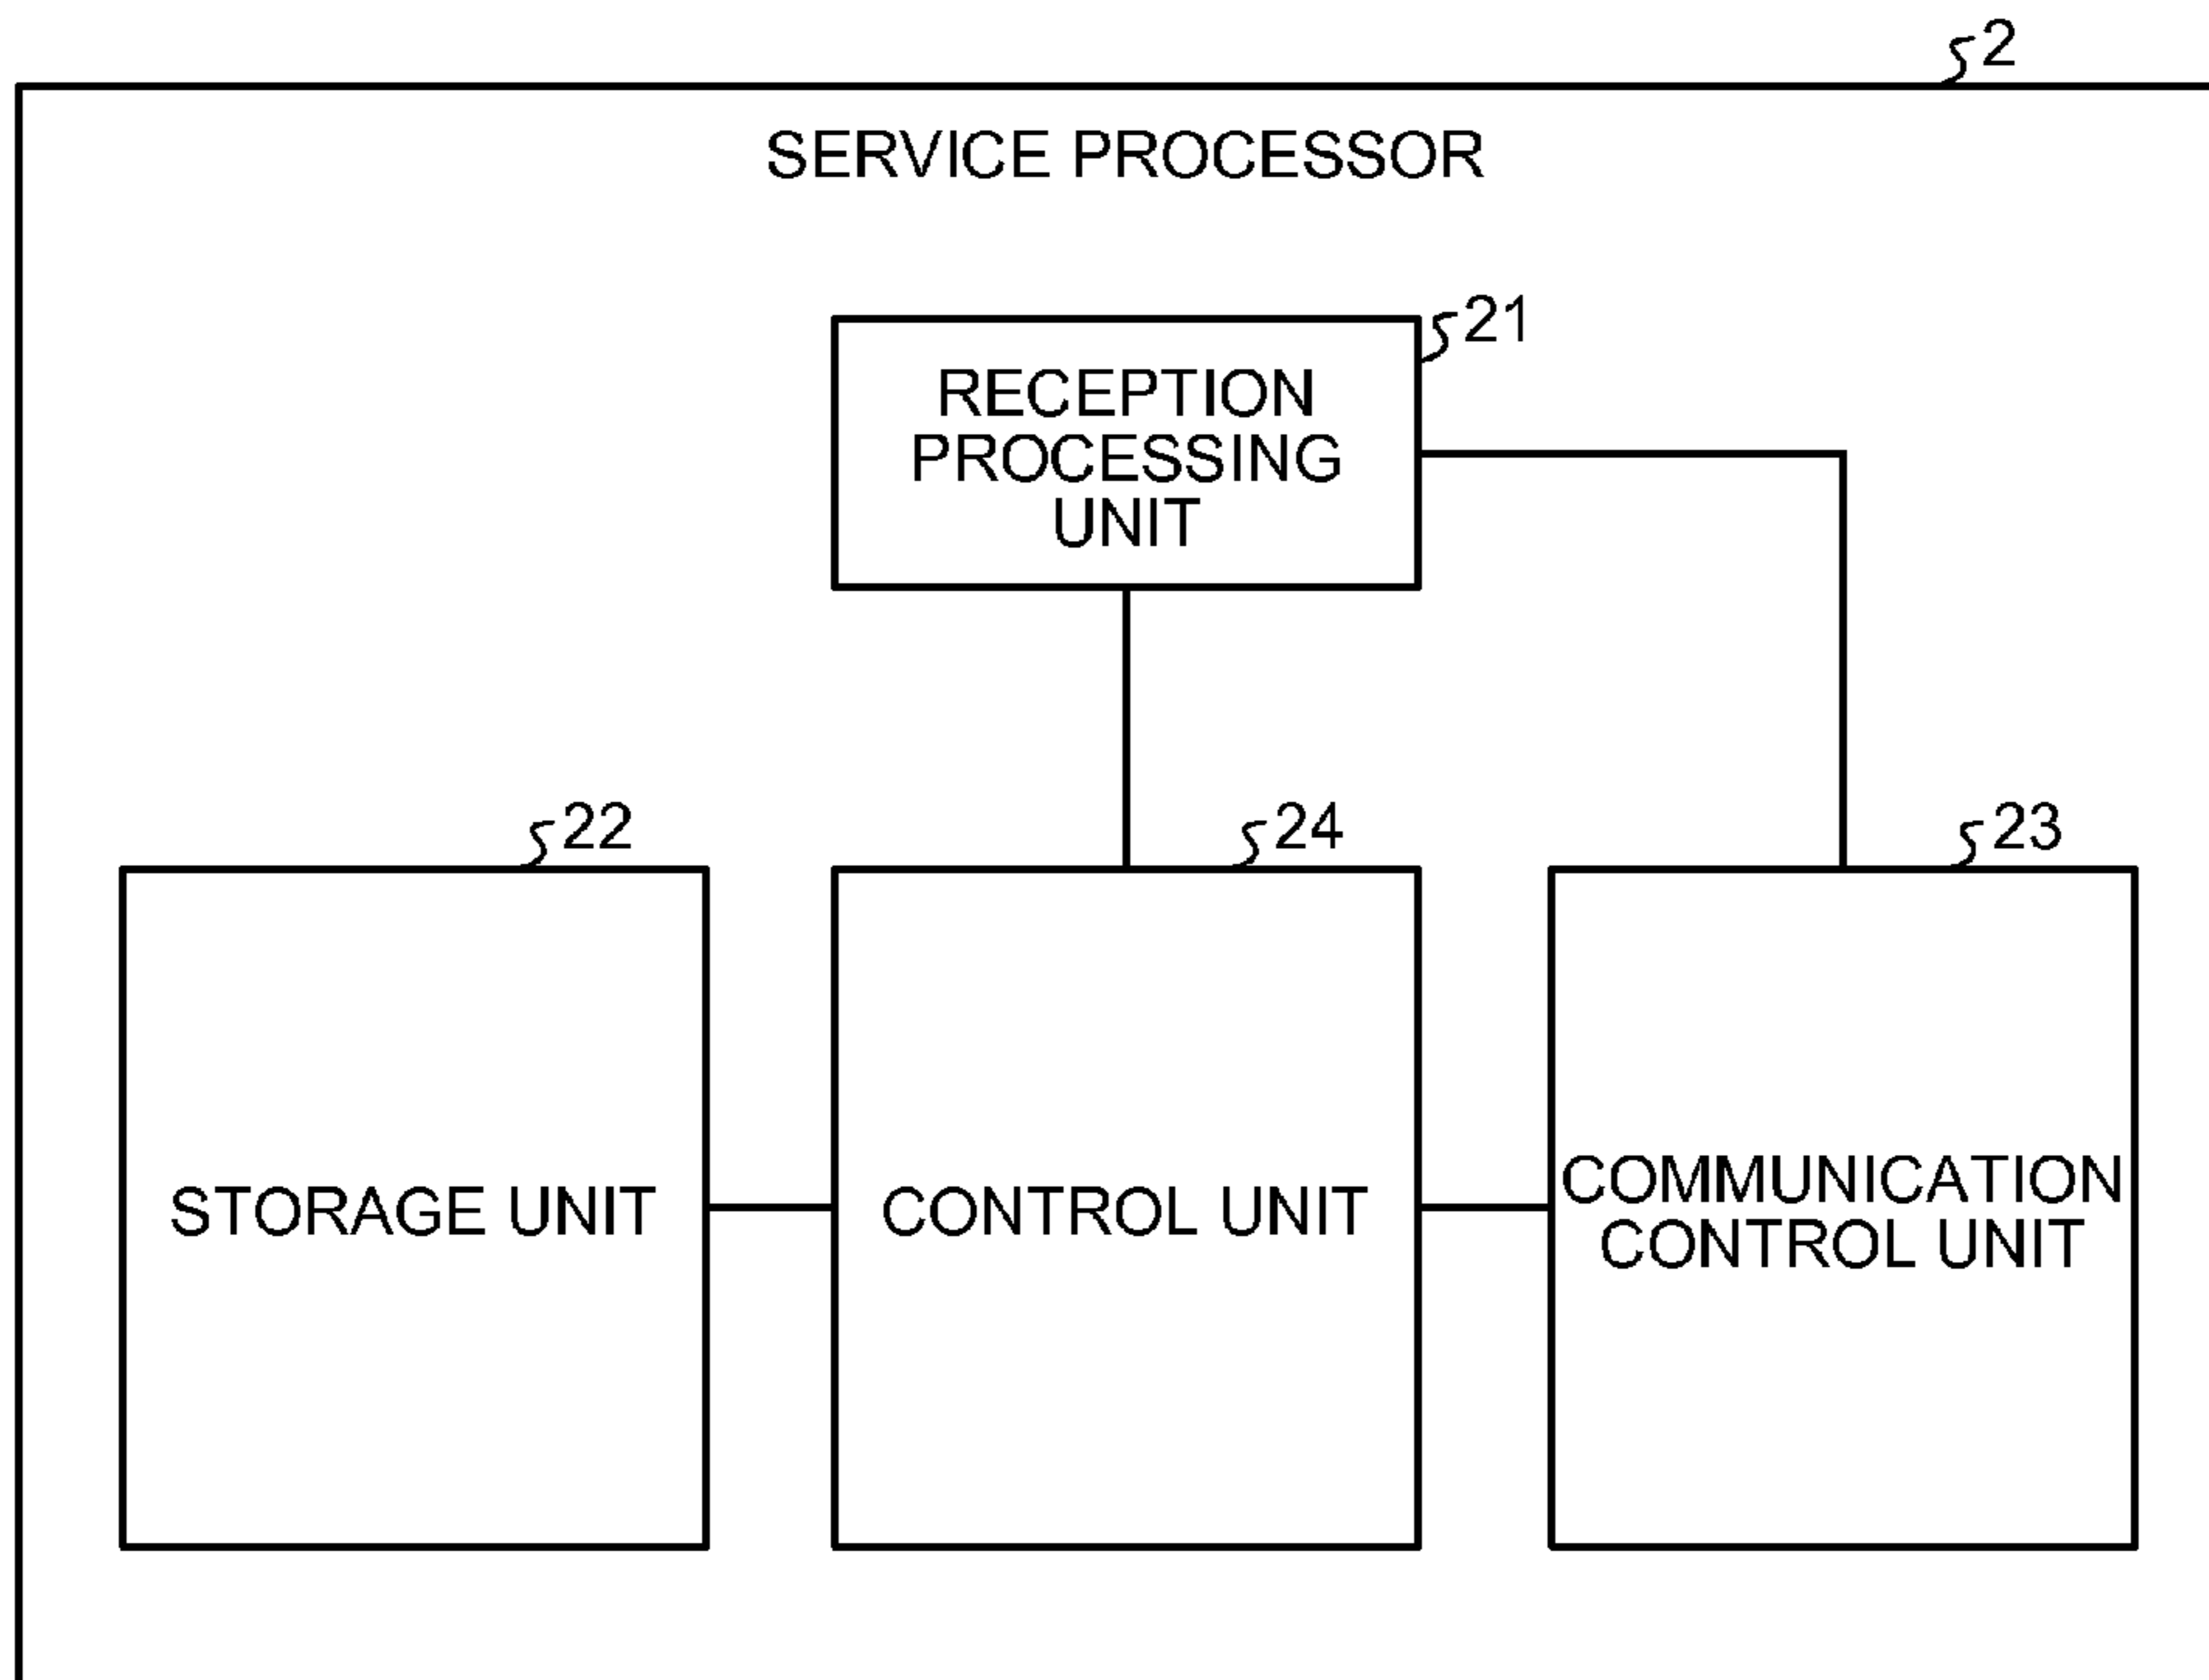 2
SERVICE PROCESSOR
21
RECEPTION
PROCESSING
UNIT
22
24
23
STORAGE UNIT
CONTROL UNIT
COMMUNICATION
CONTROL UNIT